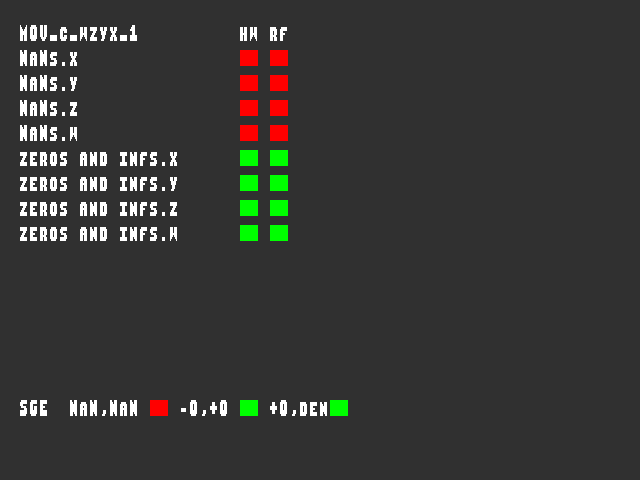 MOV_C_WZYX_1 HW RF
NANS.X
NANS.Y
NANS.Z
NANS.W
ZEROS AND INFS.X
ZEROS AND INFS.Y
ZEROS AND INFS.Z
ZEROS AND INFS.W
SGE NAN,NAN -0,+0 +0,DEN